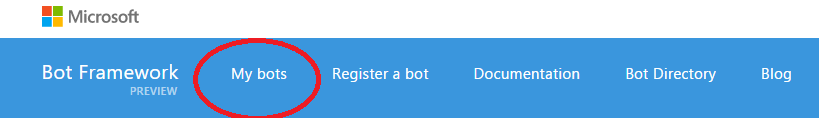 Microsoft
Bot Framework My bots Register a bot Documentation Bot Directory Blog
PREVIEW